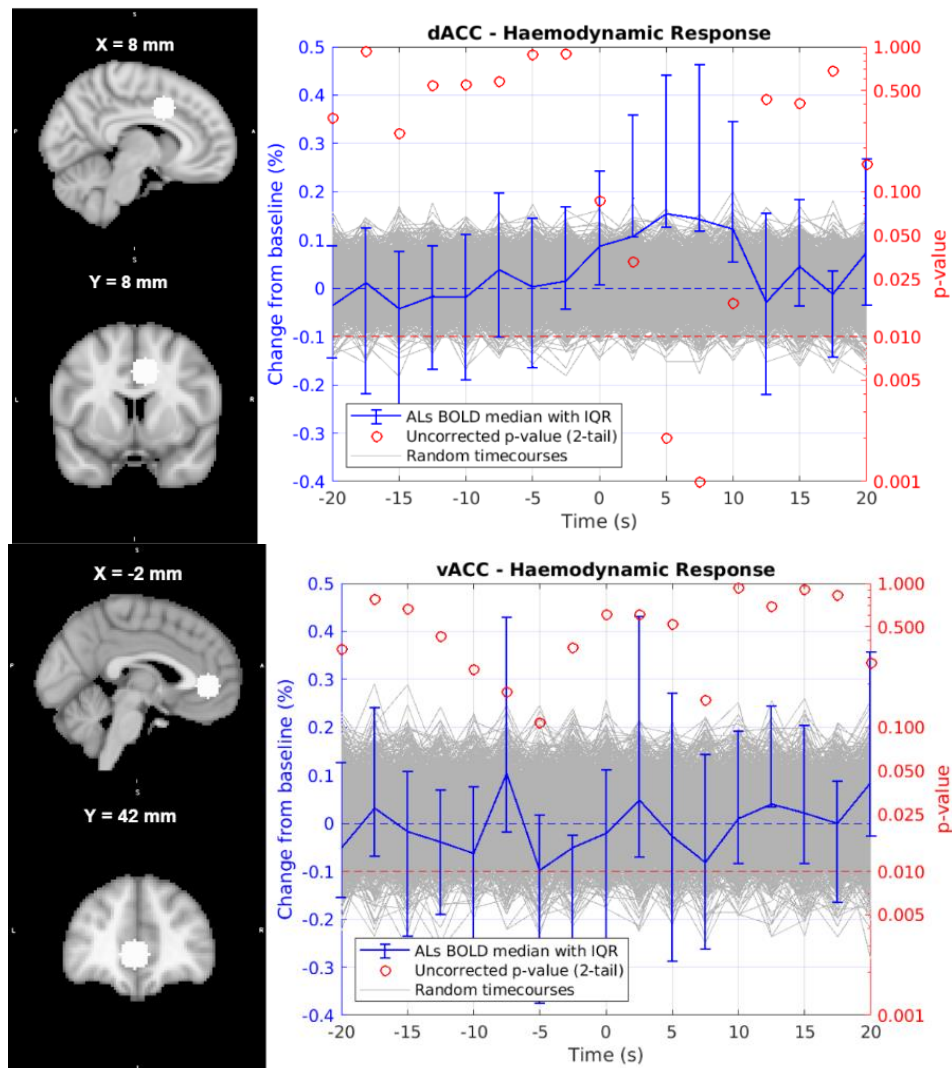 S
X = 8 mm
P
A
S
S
Y = 8 mm
L
R
dACC - Haemodynamic Response
Change from baseline (%)
0.5
0.4
0.3
0.2
0.1
0
-0.1
-0.2
-0.3
-0.4
1.000
0.500
0.100
0.050
0.025
0.010
0.005
0.001
p-value
ALs BOLD median with IQR
Uncorrected p-value (2-tail)
Random timecourses
-20
-15
-10
-5
0
5
10
15
20
Time (s)
S
X = -2 mm
P
A
S
S
Y = 42 mm
L
R
vACC - Haemodynamic Response
Change from baseline (%)
0.5
0.4
0.3
0.2
0.1
0
-0.1
-0.2
-0.3
-0.4
1.000
0.500
0.100
0.050
0.025
0.010
0.005
0.001
p-value
ALs BOLD median with IQR
Uncorrected p-value (2-tail)
Random timecourses
-20
-15
-10
-5
0
5
10
15
20
Time (s)